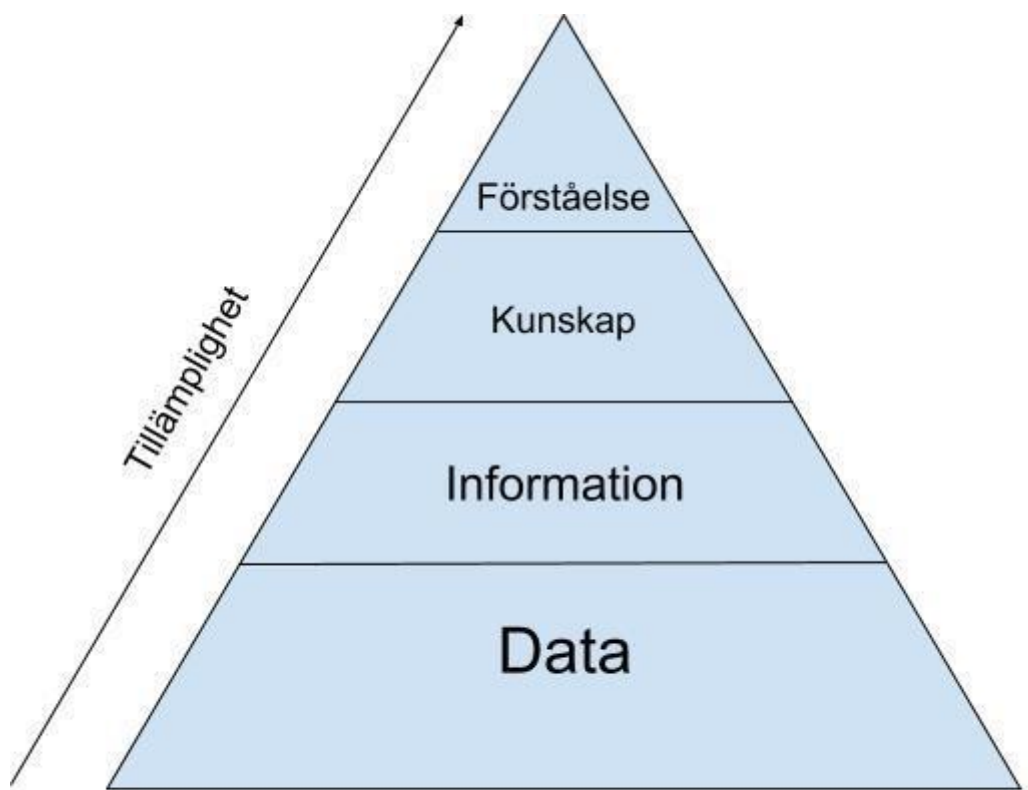 Förståelse
Kunskap
Tillämplighet
Information
Data